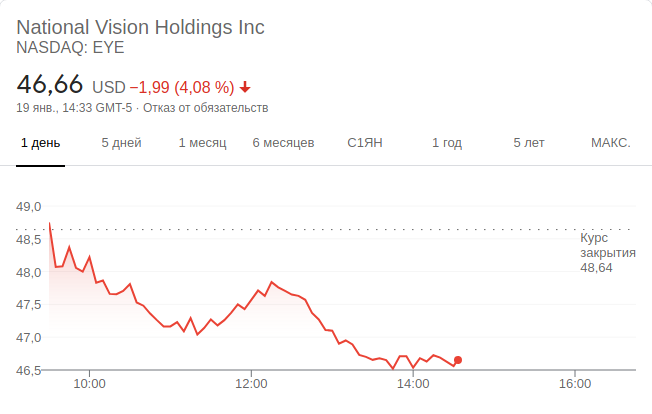 National Vision Holdings Inc
NASDAQ: EYE
46,66 USD −1,99 (4,08 %)
19 янв., 14:33 GMT-5 · Отказ от обязательств
1 день 5 дней 1 месяц 6 месяцев С1ЯН 1 год 5 лет МАКС.
49,0
48,5
48,0
47,5
47,0
46,5
Курс
закрытия
48,64
10:00 12:00 14:00 16:00